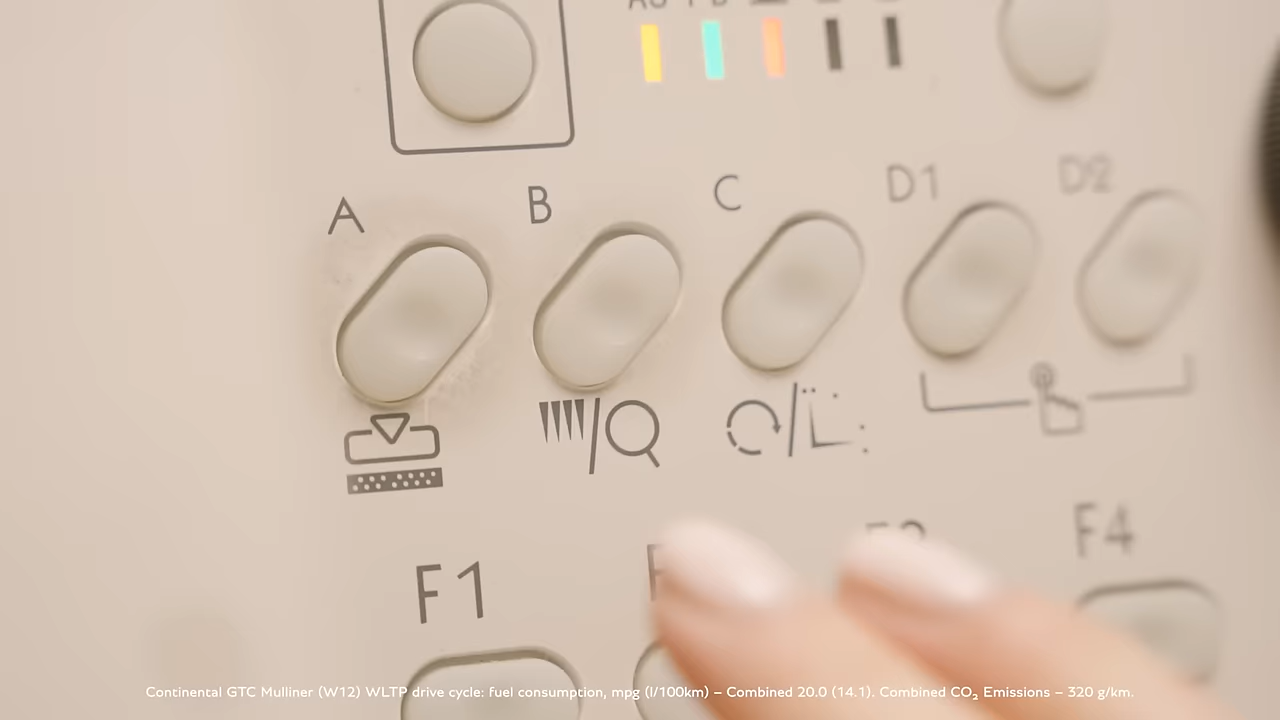 A B C D1 D2
F1 F4
Continental GTC Mulliner (W12) WLTP drive cycle: fuel consumption, mpg (l/100km) – Combined 20.0 (14.1). Combined CO₂ Emissions – 320 g/km.